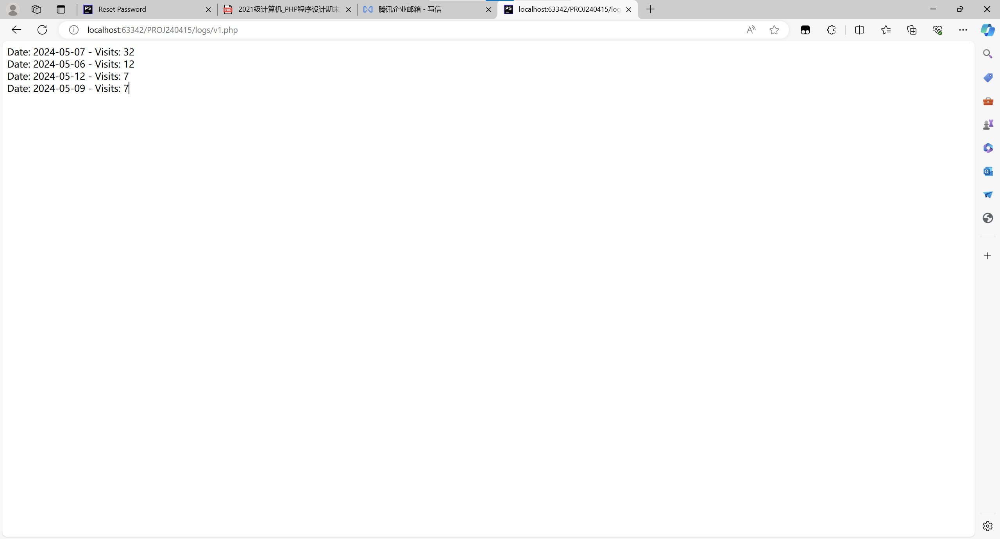 Reset Password
2021级计算机_PHP程序设计期末
腾讯企业邮箱 - 写信
localhost:63342/PROJ240415/log
localhost:63342/PROJ240415/logs/v1.php
Date: 2024-05-07 - Visits: 32
Date: 2024-05-06 - Visits: 12
Date: 2024-05-12 - Visits: 7
Date: 2024-05-09 - Visits: 7